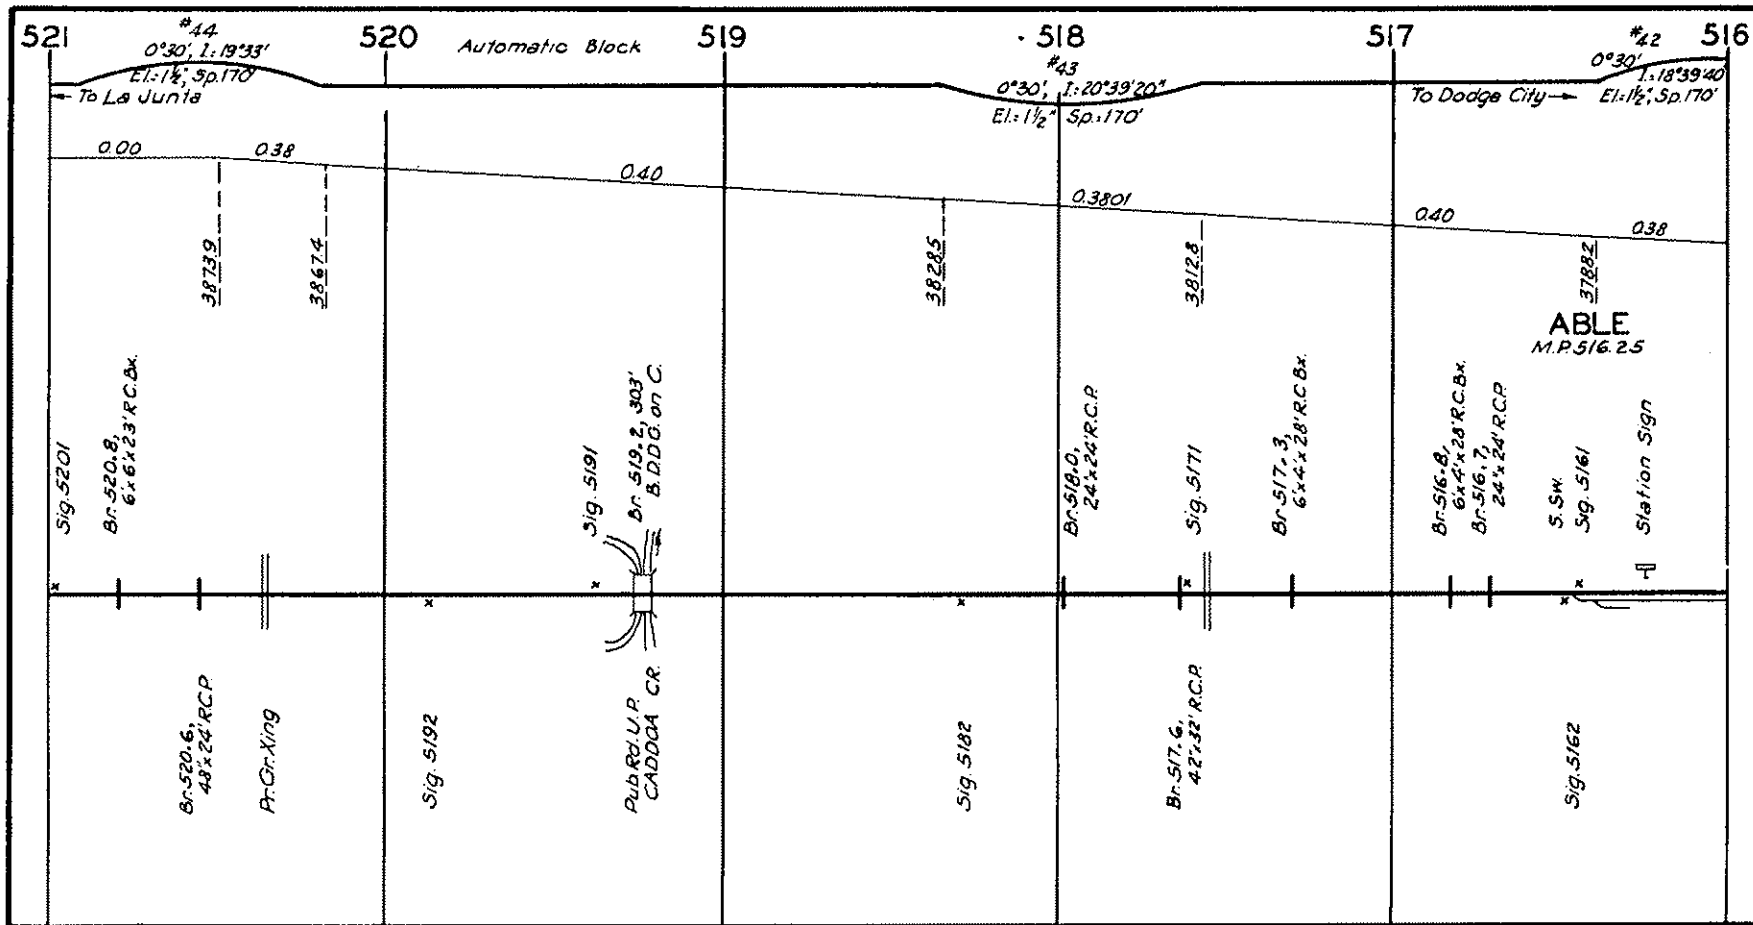 521
#44
0°30', I.:19°33'
El.:1½", Sp.170'
520
Automatic Block
519
518
#43
0°30', I.:20°39'20"
El.:1½" Sp.:170'
517
#42
0°30'
I.:18°39'40"
El.:1½", Sp.170'
516
← To La Junta
To Dodge City →
0.00
0.38
0.40
0.3801
0.40
0.38
3873.9
3867.4
3828.5
3812.8
3788.2
ABLE
M.P. 516.25
Sig. 5201
Br. 520.8,
6'x6'x23' R.C.Bx.
Sig. 5191
Br. 519.2, 303'
B.D.D.G. on C.
Br. 518.0,
24"x24' R.C.P.
Sig. 5171
Br. 517.3,
6'x4'x28' R.C.Bx.
Br. 516.8,
6'x4'x28' R.C.Bx.
Br. 516.7,
24"x24' R.C.P.
S. Sw.
Sig. 5161
Station Sign
Br. 520.6,
48"x24' R.C.P.
Pr.Gr.Xing
Sig. 5192
Pub.Rd.U.P.
CADDOA CR.
Sig. 5182
Br. 517.6,
42"x32' R.C.P.
Sig. 5162